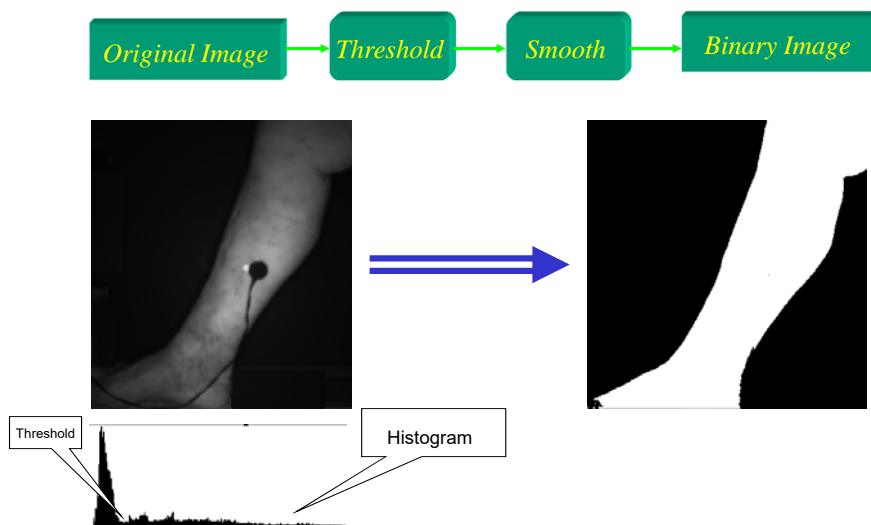 Original Image
Threshold
Smooth
Binary Image
Threshold
Histogram